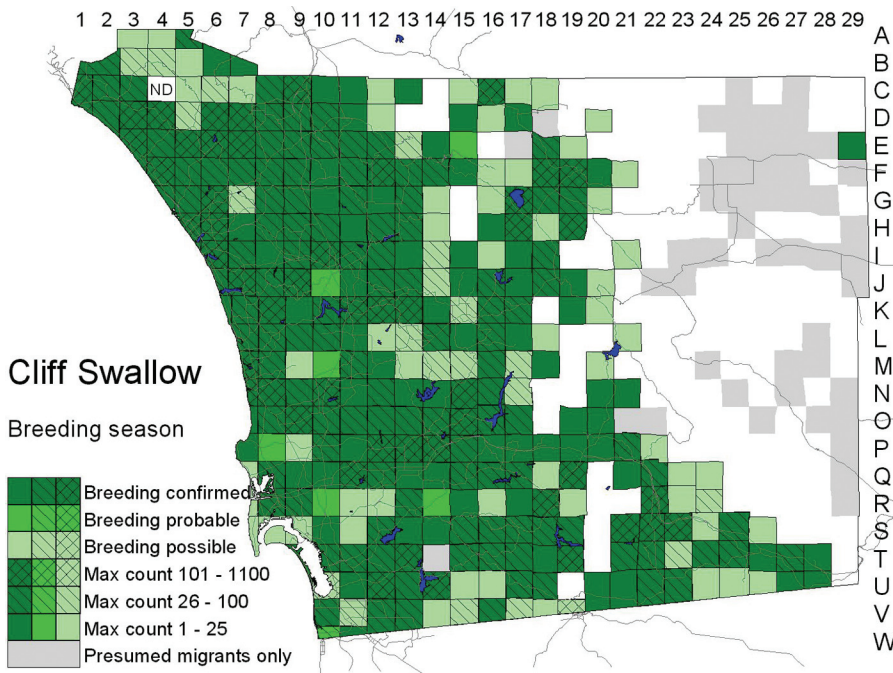 1 2 3 4 5 6 7 8 9 10 11 12 13 14 15 16 17 18 19 20 21 22 23 24 25 26 27 28 29
A
B
C
ND
D
E
F
G
H
I
J
K
L
M
N
O
P
Q
R
S
T
U
V
W
Cliff Swallow
Breeding season
Breeding confirmed
Breeding probable
Breeding possible
Max count 101 - 1100
Max count 26 - 100
Max count 1 - 25
Presumed migrants only